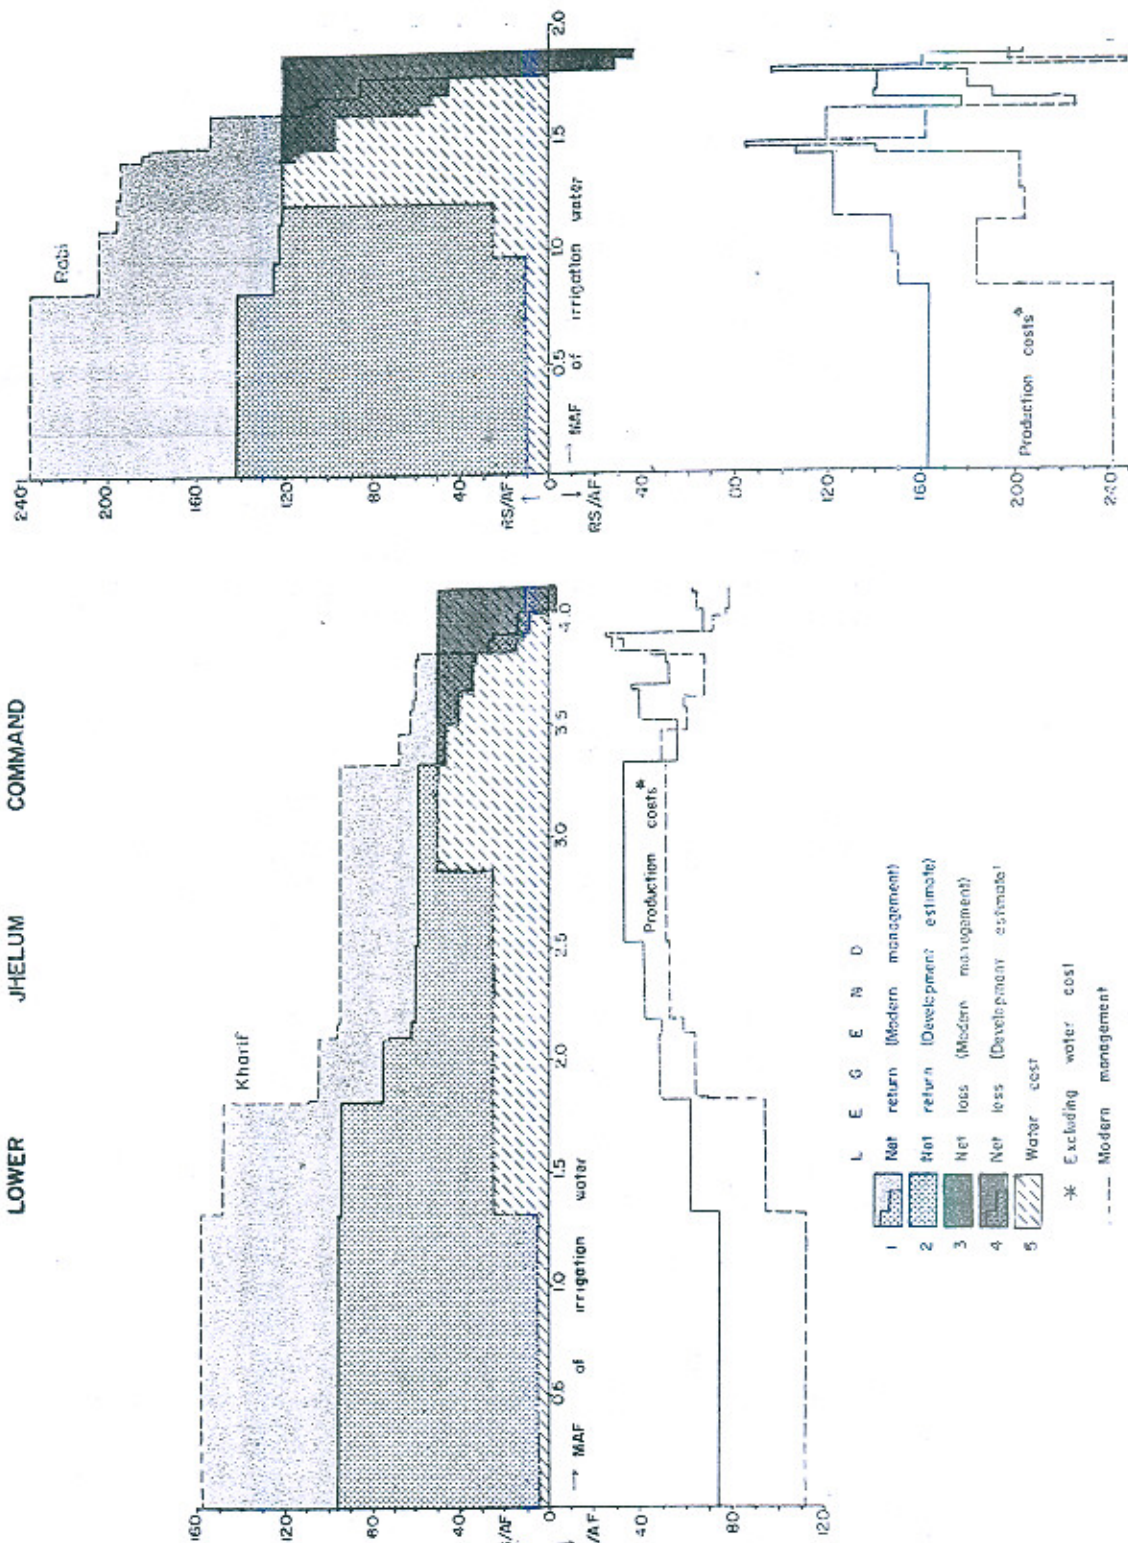 LOWER JHELUM COMMAND
Kharif
160
120
80
40
0
40
80
120
→ MAF of irrigation water
0.5
1.0
1.5
2.0
2.5
3.0
3.5
4.0
Production costs*
Rabi
240
200
160
120
80
40
RS/AF
0
RS/AF
40
120
160
200
240
→ MAF of irrigation water
0.5
1.0
1.5
2.0
Production costs*
LEGEND
1 Net return (Modern management)
2 Net return (Development estimate)
3 Net loss (Modern management)
4 Net loss (Development estimate)
5 Water cost
* Excluding water cost
--- Modern management